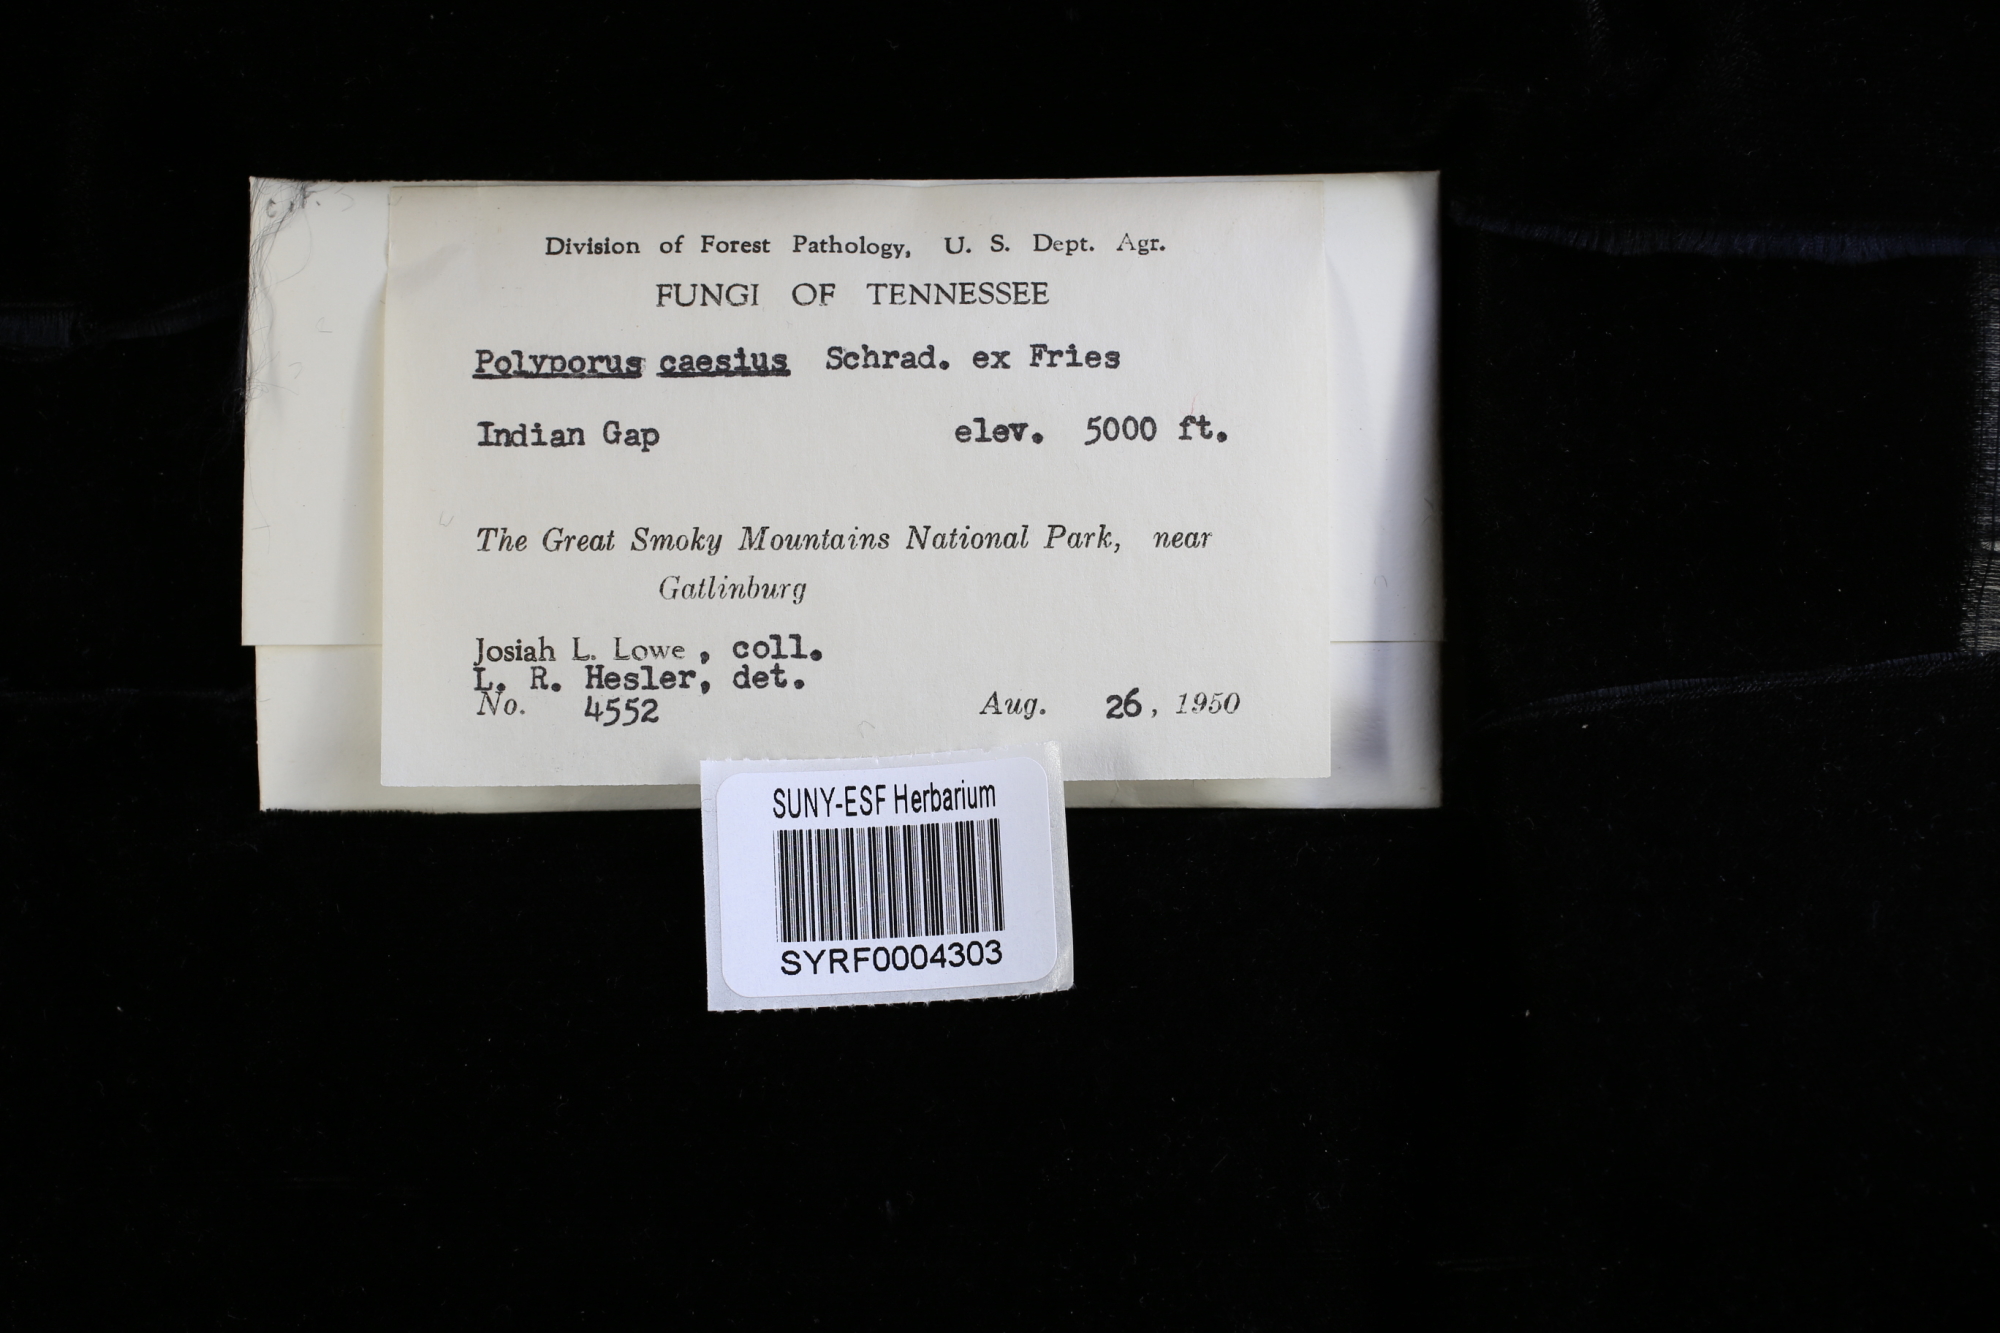 Division of Forest Pathology, U. S. Dept. Agr.
FUNGI OF TENNESSEE
Polyporus caesius Schrad. ex Fries
Indian Gap elev. 5000 ft.
The Great Smoky Mountains National Park, near
Gatlinburg
Josiah L. Lowe, coll.
L. R. Hesler, det.
No. 4552 Aug. 26, 1950
SUNY-ESF Herbarium
SYRF0004303